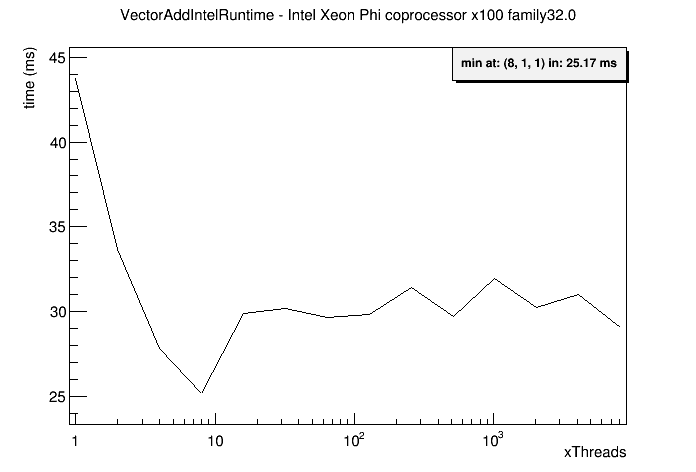 VectorAddIntelRuntime - Intel Xeon Phi coprocessor x100 family32.0
time (ms)
min at: (8, 1, 1) in: 25.17 ms
45
40
35
30
25
1 10 10² 10³
xThreads